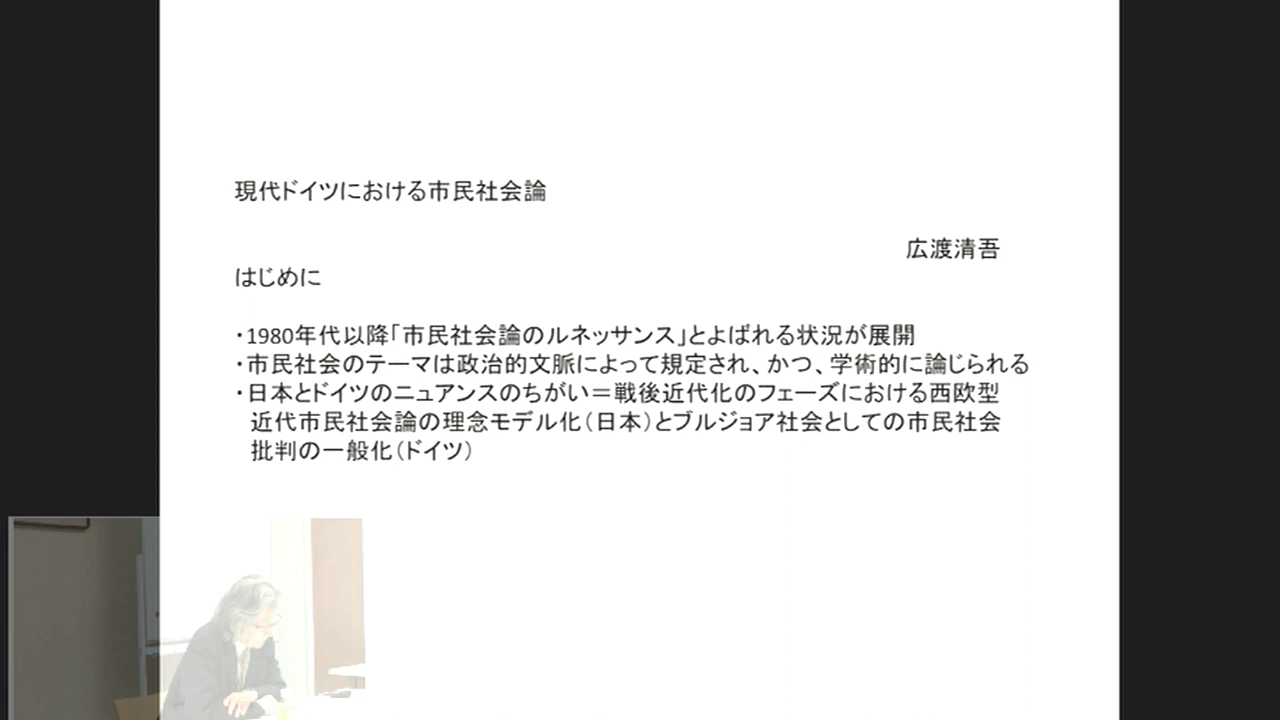 現代ドイツにおける市民社会論
広渡清吾
はじめに
・1980年代以降「市民社会論のルネッサンス」とよばれる状況が展開
・市民社会のテーマは政治的文脈によって規定され、かつ、学術的に論じられる
・日本とドイツのニュアンスのちがい＝戦後近代化のフェーズにおける西欧型
近代市民社会論の理念モデル化（日本）とブルジョア社会としての市民社会
批判の一般化（ドイツ）